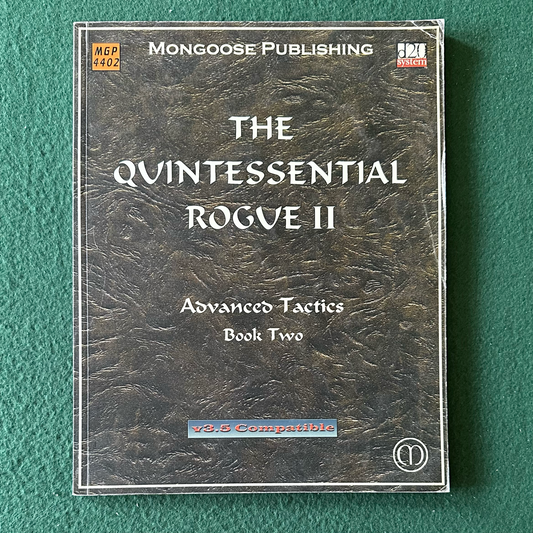 MGP
4402
MONGOOSE PUBLISHING
d20
system
THE
QUINTESSENTIAL
ROGUE II
Advanced Tactics
Book Two
v3.5 Compatible